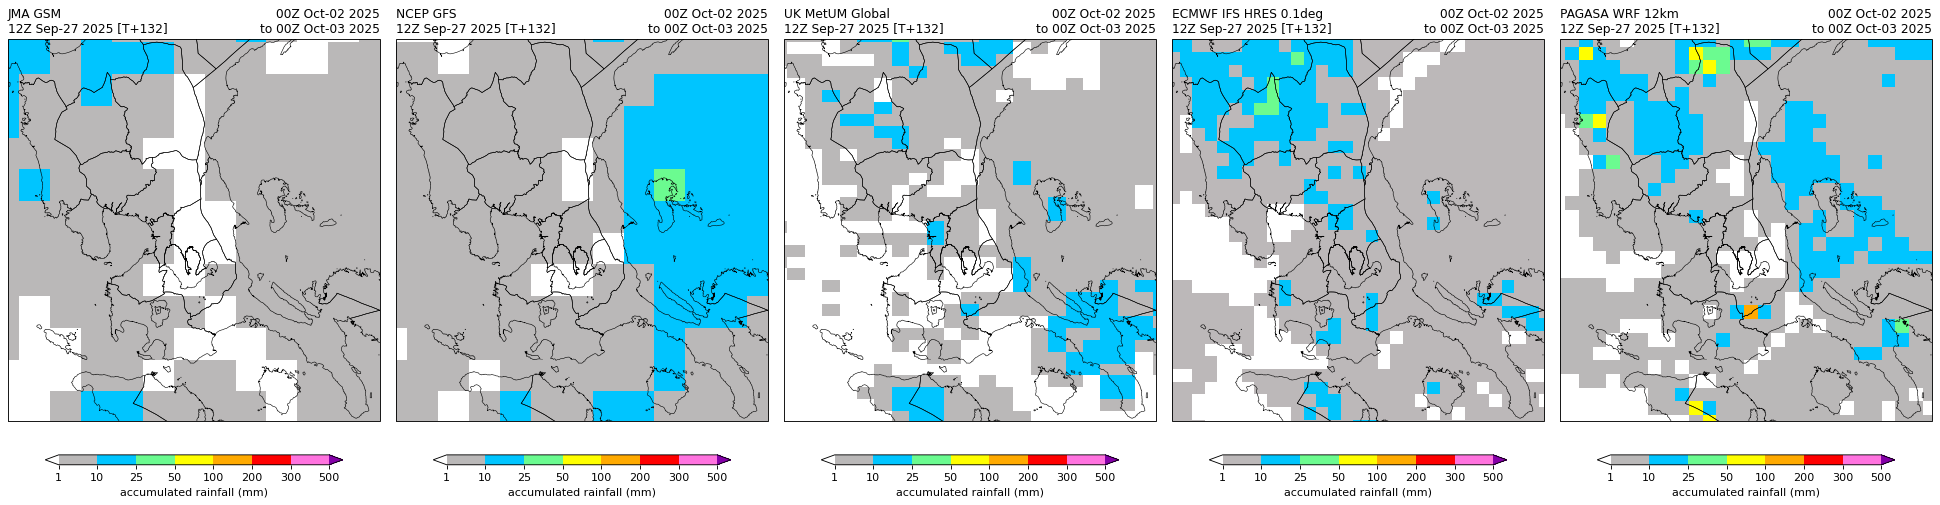 JMA GSM 00Z Oct-02 2025
12Z Sep-27 2025 [T+132] to 00Z Oct-03 2025
1 10 25 50 100 200 300 500
accumulated rainfall (mm)
NCEP GFS 00Z Oct-02 2025
12Z Sep-27 2025 [T+132] to 00Z Oct-03 2025
1 10 25 50 100 200 300 500
accumulated rainfall (mm)
UK MetUM Global 00Z Oct-02 2025
12Z Sep-27 2025 [T+132] to 00Z Oct-03 2025
1 10 25 50 100 200 300 500
accumulated rainfall (mm)
ECMWF IFS HRES 0.1deg 00Z Oct-02 2025
12Z Sep-27 2025 [T+132] to 00Z Oct-03 2025
1 10 25 50 100 200 300 500
accumulated rainfall (mm)
PAGASA WRF 12km 00Z Oct-02 2025
12Z Sep-27 2025 [T+132] to 00Z Oct-03 2025
1 10 25 50 100 200 300 500
accumulated rainfall (mm)